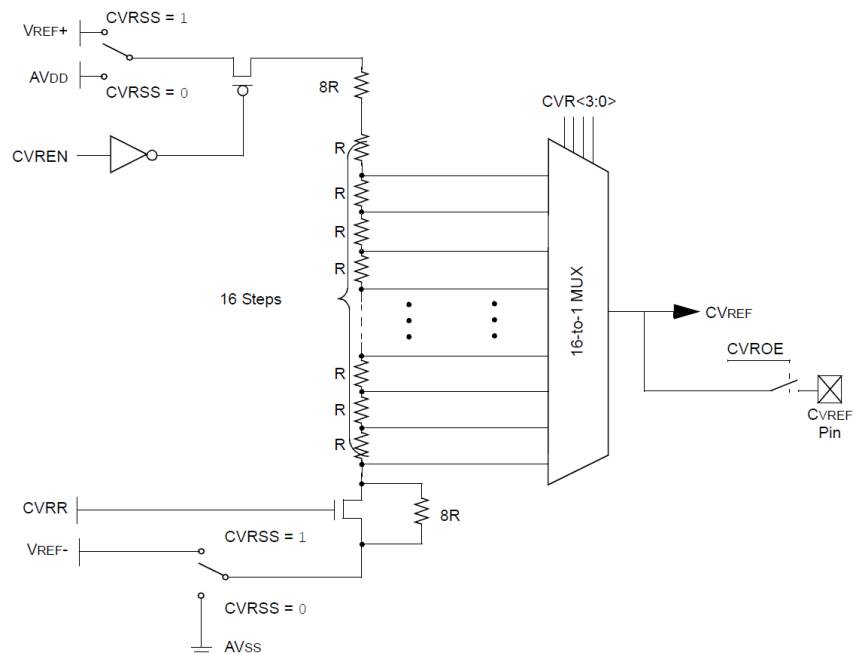 CVRSS = 1
VREF+
AVDD
CVRSS = 0
8R
CVREN
CVR<3:0>
R
R
R
R
16 Steps
16-to-1 MUX
CVREF
CVROE
R
R
R
CVREF
Pin
CVRR
8R
CVRSS = 1
VREF-
CVRSS = 0
AVSS